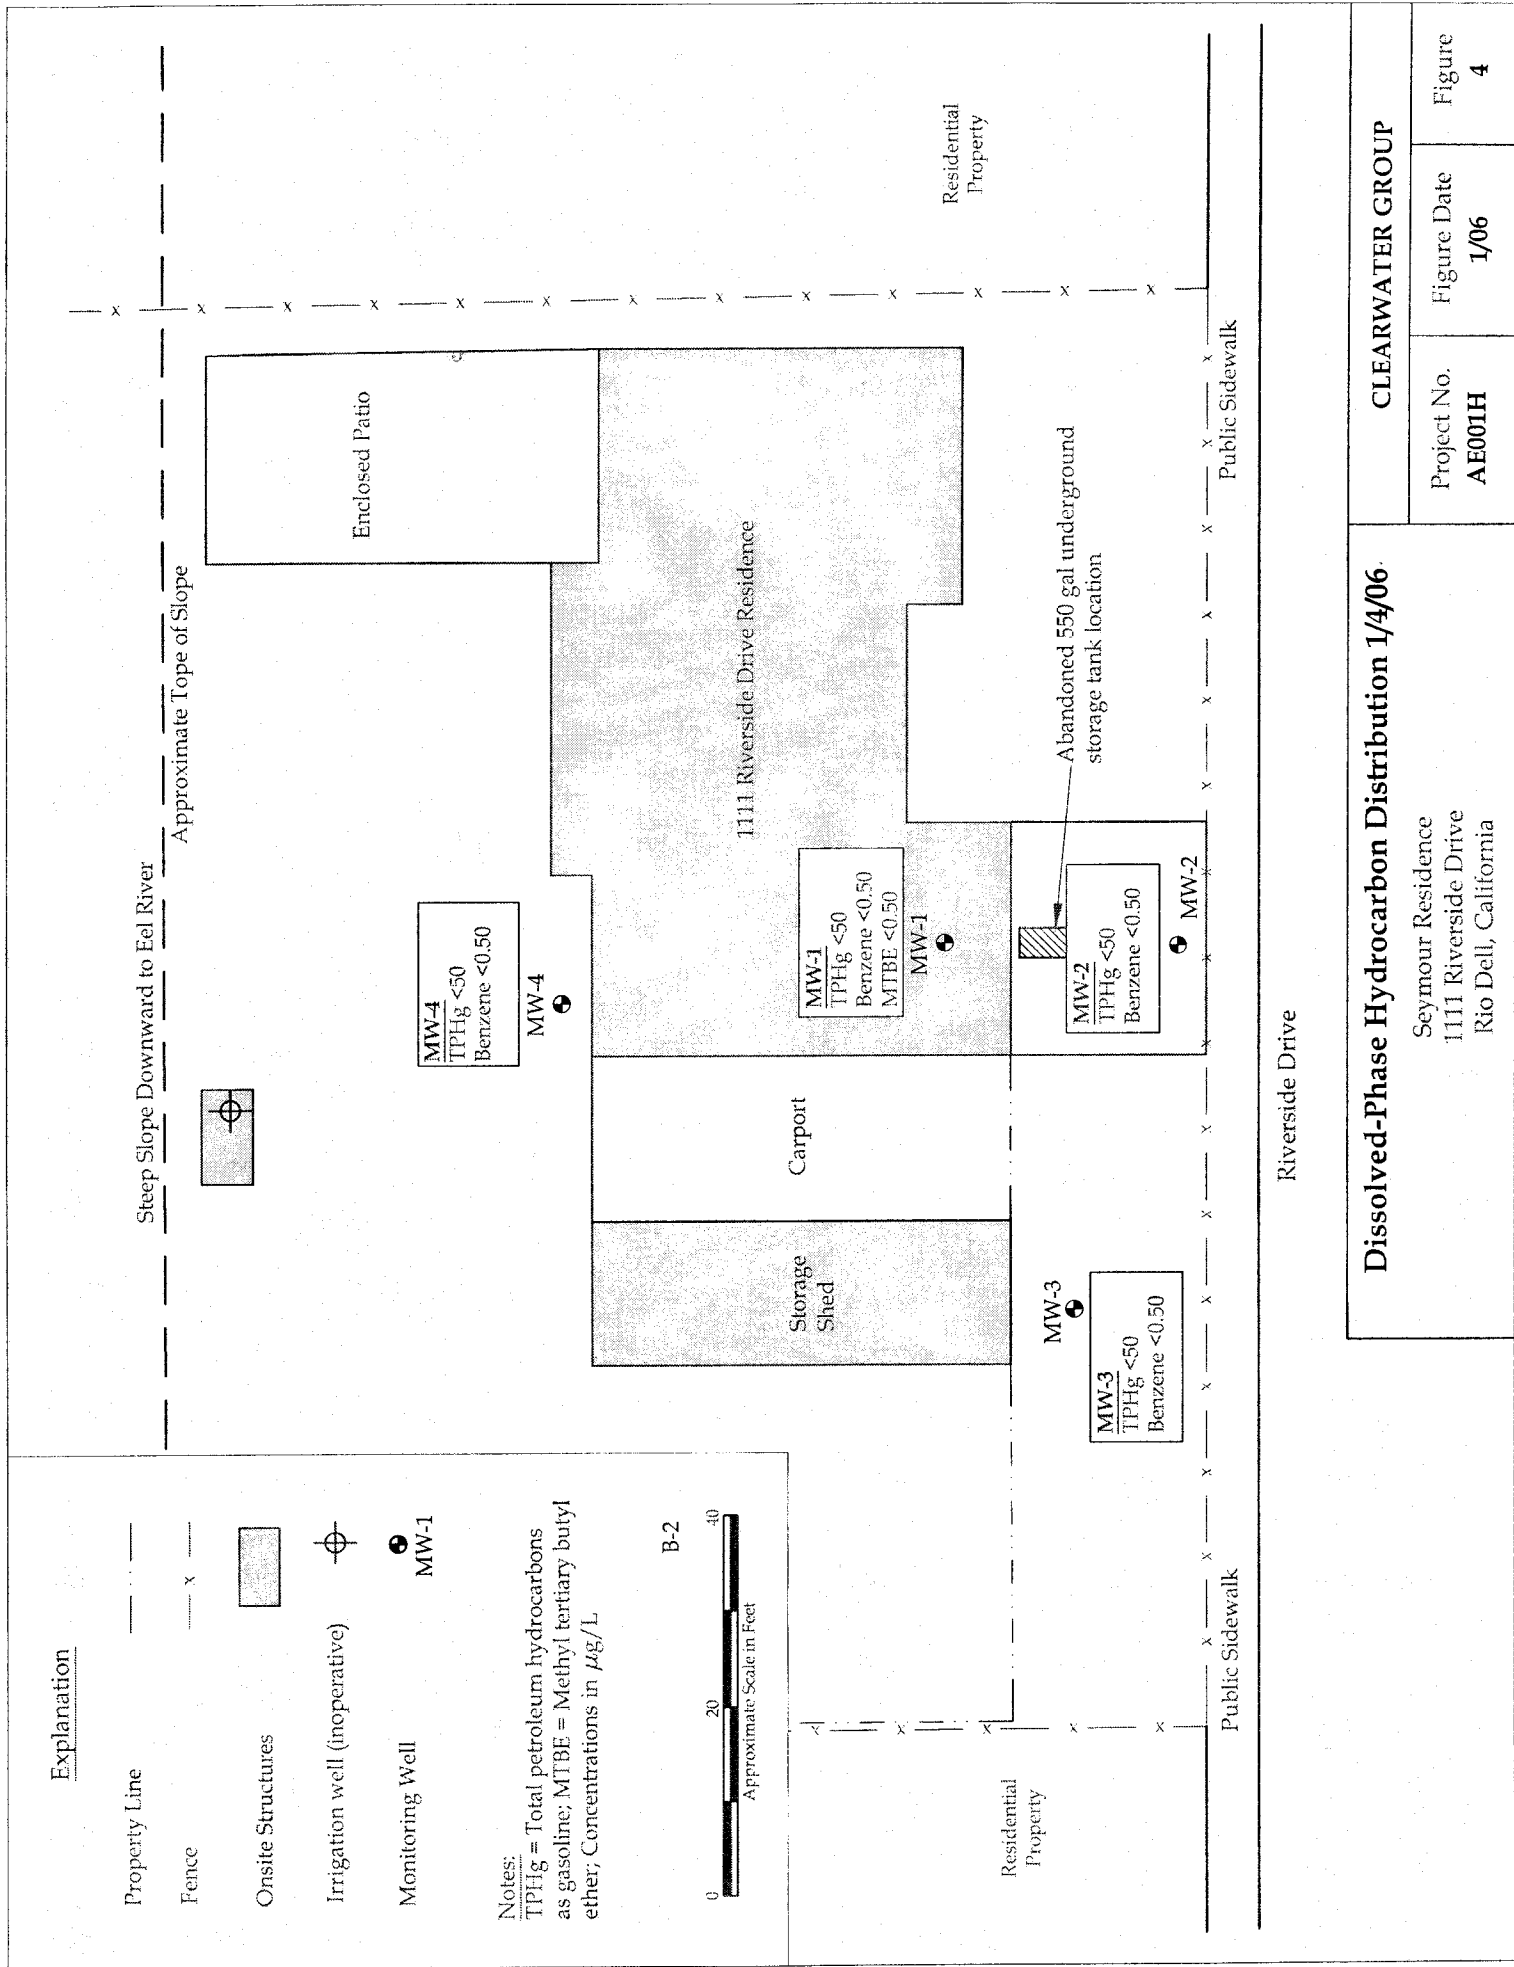 Explanation
Property Line
Fence
x
Onsite Structures
Irrigation well (inoperative)
Monitoring Well
MW-1
Notes:
TPHg = Total petroleum hydrocarbons
as gasoline; MTBE = Methyl tertiary butyl
ether; Concentrations in µg/L
B-2
0
20
40
Approximate Scale in Feet
Steep Slope Downward to Eel River
Approximate Tope of Slope
Enclosed Patio
MW-4
TPHg <50
Benzene <0.50
MW-4
1111 Riverside Drive Residence
Residential
Property
Storage
Shed
Carport
MW-1
TPHg <50
Benzene <0.50
MTBE <0.50
MW-1
Abandoned 550 gal underground
storage tank location
MW-2
TPHg <50
Benzene <0.50
MW-2
MW-3
MW-3
TPHg <50
Benzene <0.50
Residential
Property
Public Sidewalk
Public Sidewalk
Riverside Drive
Dissolved-Phase Hydrocarbon Distribution 1/4/06
Seymour Residence
1111 Riverside Drive
Rio Dell, California
CLEARWATER GROUP
Project No.
AE001H
Figure Date
1/06
Figure
4